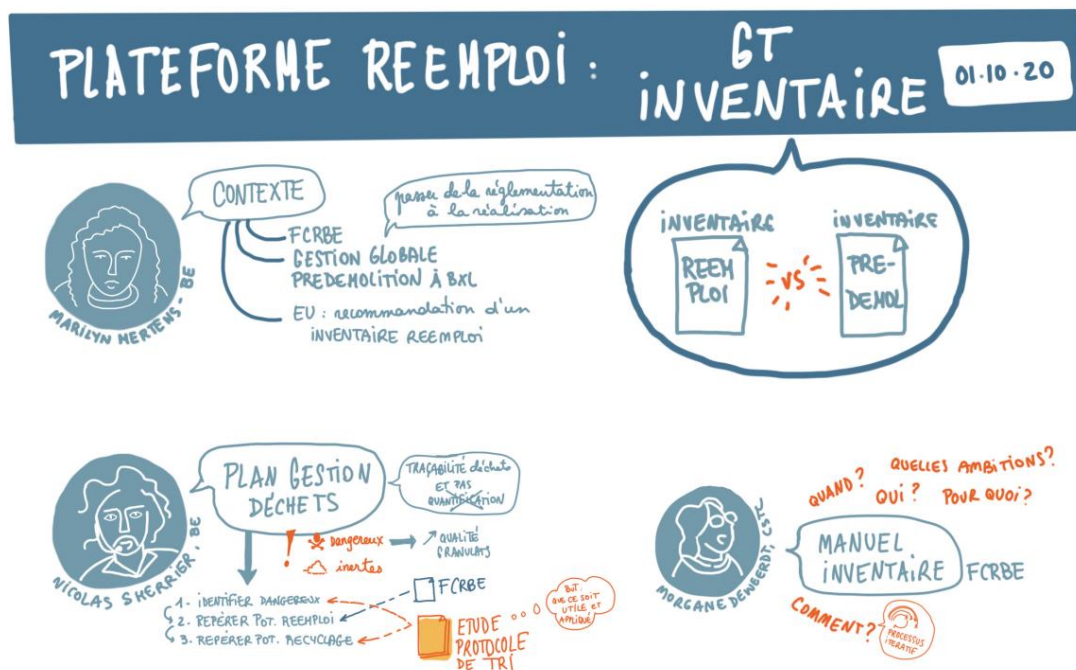 PLATEFORME REEMPLOI :
GT
INVENTAIRE
01·10·20
CONTEXTE
passer de la réglementation
à la réalisation
FCRBE
GESTION GLOBALE
PREDEMOLITION À BXL
EU : recommandation d'un
INVENTAIRE REEMPLOI
MARILYN MERTENS - BE
INVENTAIRE
REEM
PLOI
VS
INVENTAIRE
PRE-
DEMOL
PLAN GESTION
DÉCHETS
TRAÇABILITÉ déchets
ET PAS
QUANTIFICATION
! dangereux
inertes
QUALITÉ
GRANULATS
NICOLAS SHERRIER, BE
1- IDENTIFIER DANGEREUX
2- REPÉRER POT. REEMPLOI
3- REPÉRER POT. RECYCLAGE
FCRBE
ETUDE
PROTOCOLE
DE TRI
BUT :
QUE CE SOIT
UTILE ET
APPLIQUÉ
QUAND?
QUELLES AMBITIONS?
QUI?
POUR QUOI?
MANUEL
INVENTAIRE
FCRBE
MORGANE DEWEERDT, CSTC
COMMENT?
PROCESSUS
ITERATIF